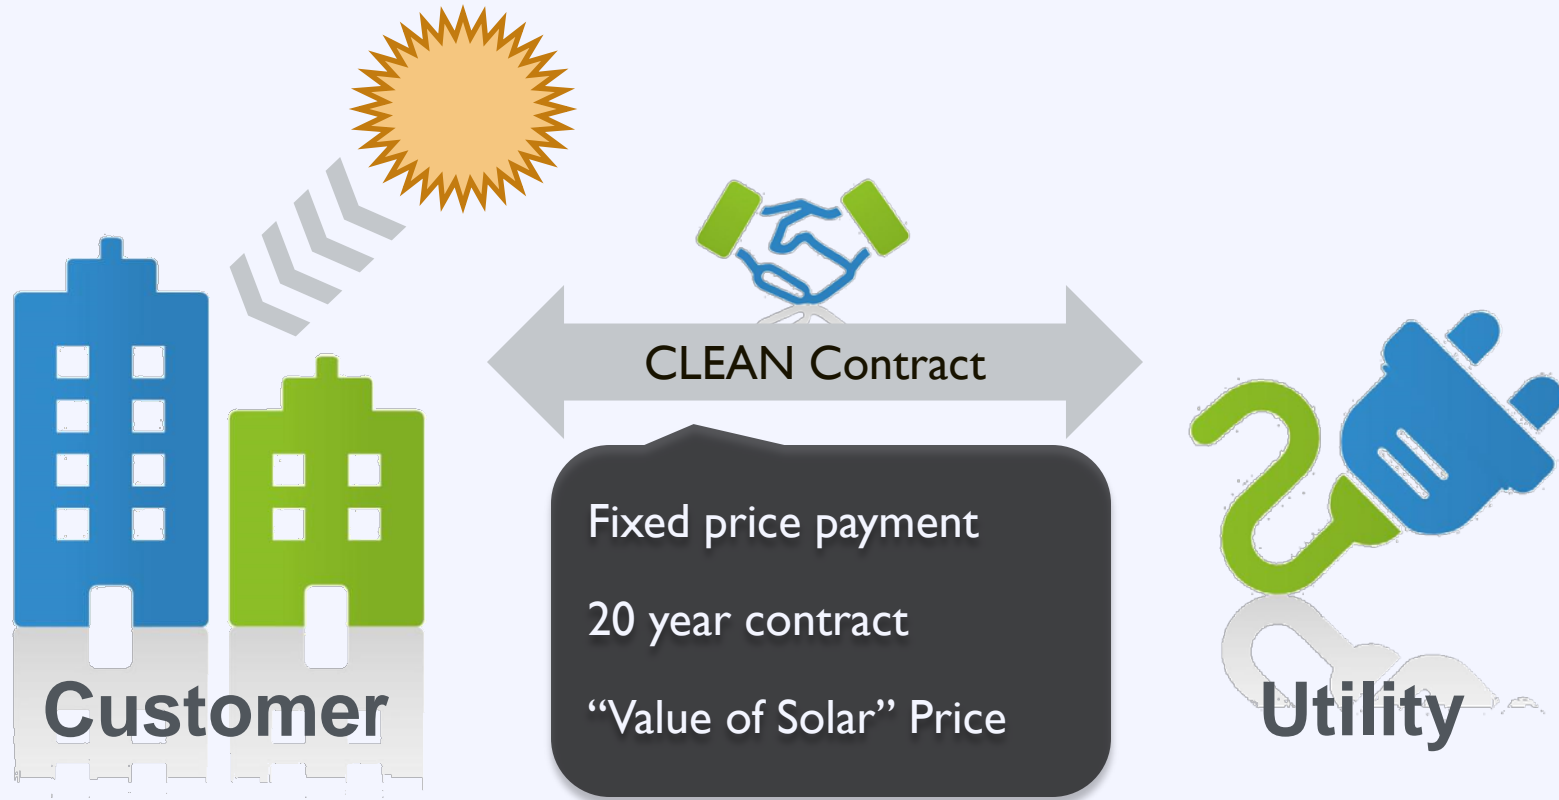 CLEAN Contract
Fixed price payment
20 year contract
“Value of Solar” Price
Customer
Utility